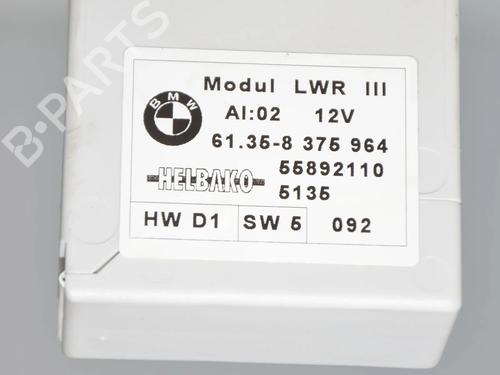 Modul LWR III
BMW
AI:02 12V
61.35-8 375 964
55892110
HELBAKO
5135
HW D1 SW 5 092
B-PARTS